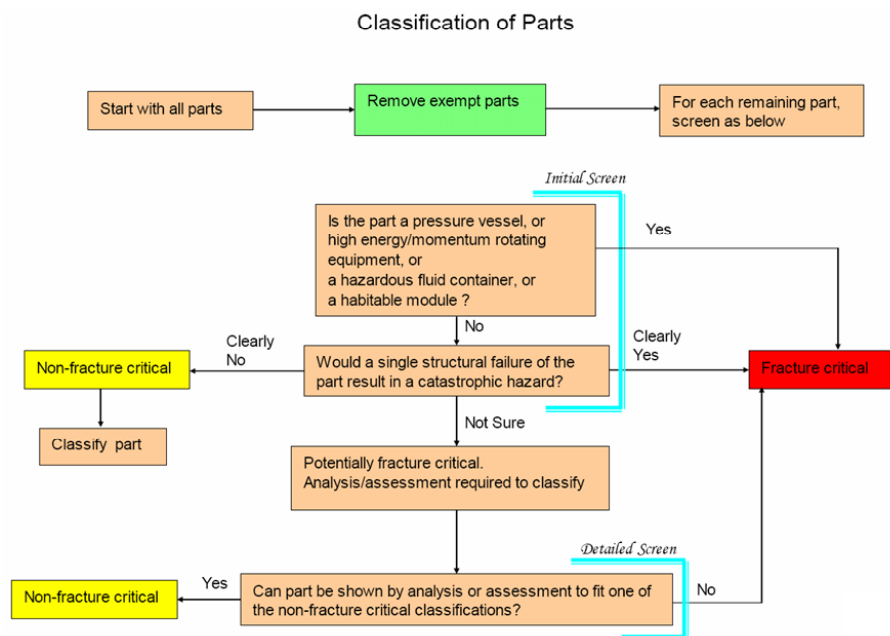 Classification of Parts
Start with all parts
Remove exempt parts
For each remaining part,
screen as below
Initial Screen
Is the part a pressure vessel, or
high energy/momentum rotating
equipment, or
a hazardous fluid container, or
a habitable module ?
Yes
No
Clearly
No
Clearly
Yes
Non-fracture critical
Would a single structural failure of the
part result in a catastrophic hazard?
Fracture critical
Classify part
Not Sure
Potentially fracture critical.
Analysis/assessment required to classify
Detailed Screen
Non-fracture critical
Yes
Can part be shown by analysis or assessment to fit one of
the non-fracture critical classifications?
No